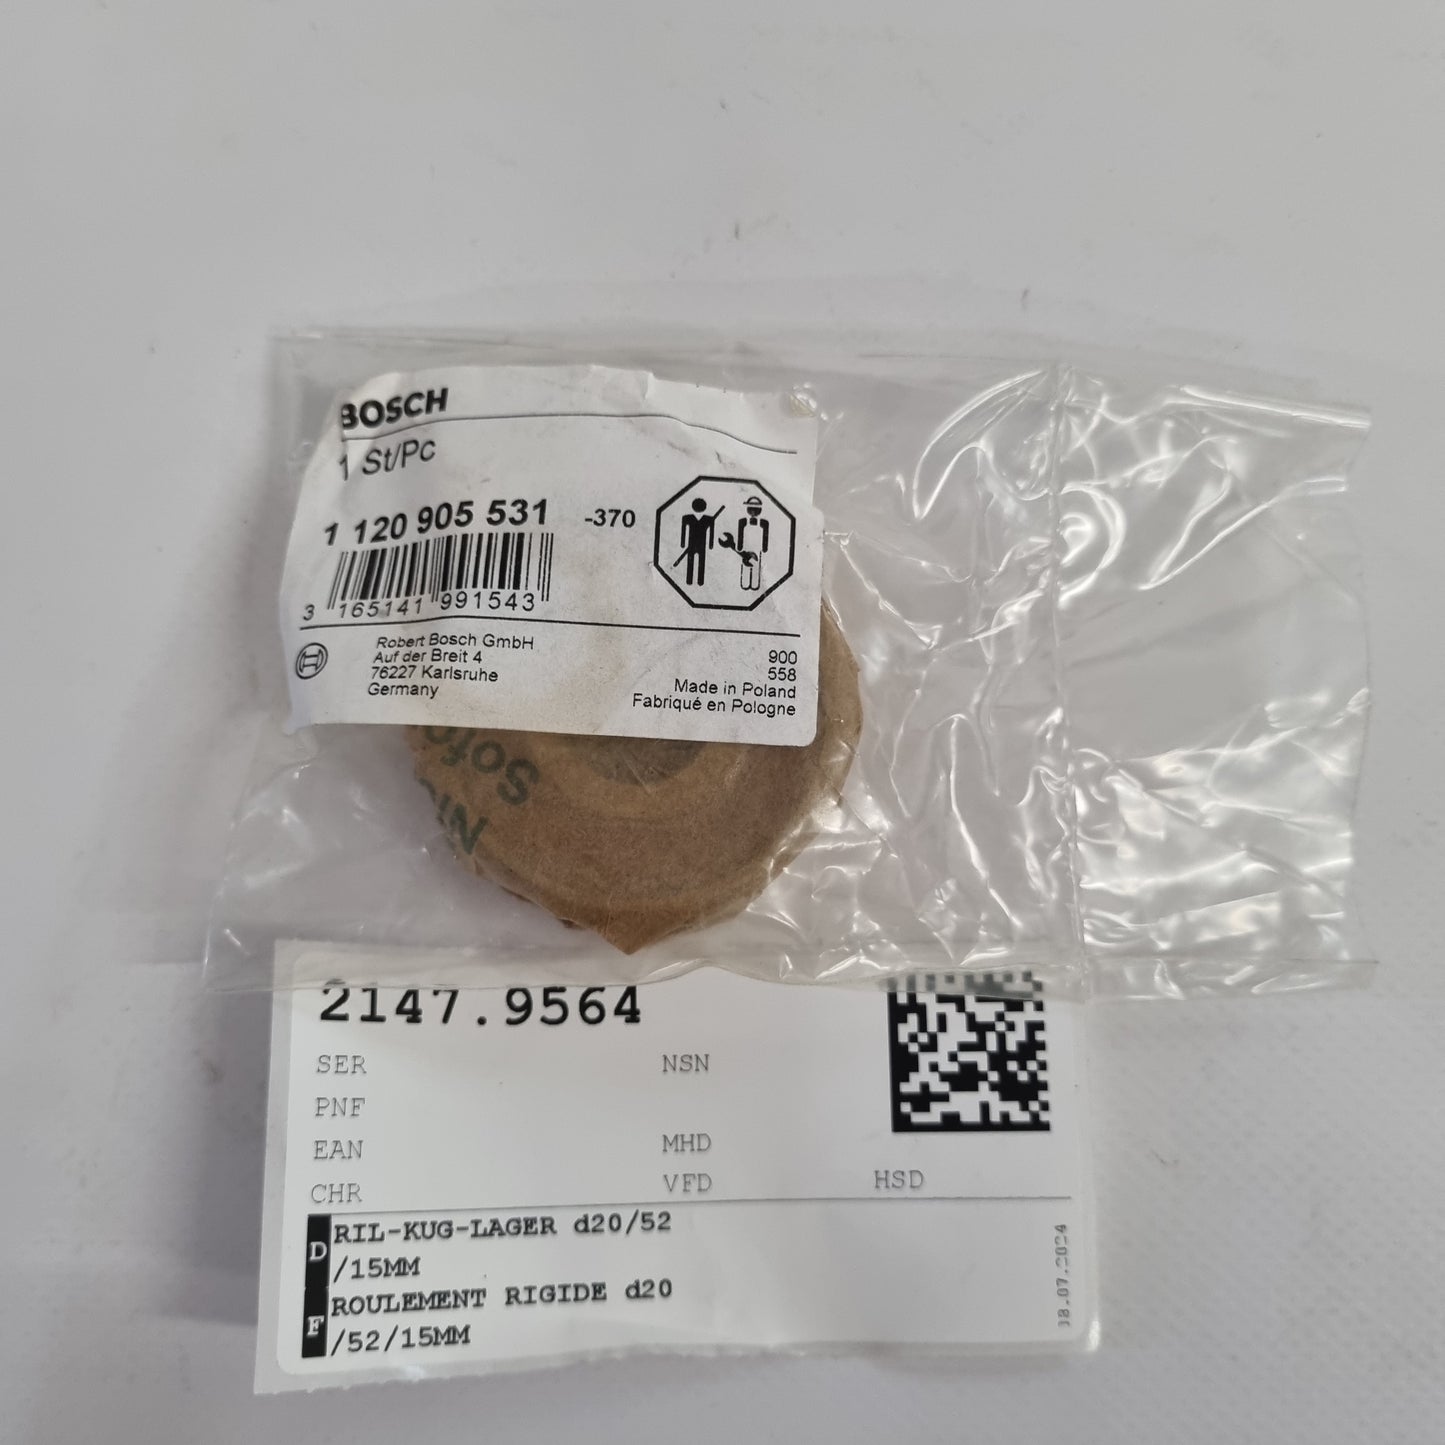 BOSCH
1 St/Pc
1 120 905 531 -370
3 165141 991543
Robert Bosch GmbH
Auf der Breit 4
76227 Karlsruhe
Germany
900
558
Made in Poland
Fabriqué en Pologne
2147.9564
SER NSN
PNF
EAN MHD
CHR VFD HSD
D RIL-KUG-LAGER d20/52
/15MM
F ROULEMENT RIGIDE d20
/52/15MM
18.07.2024